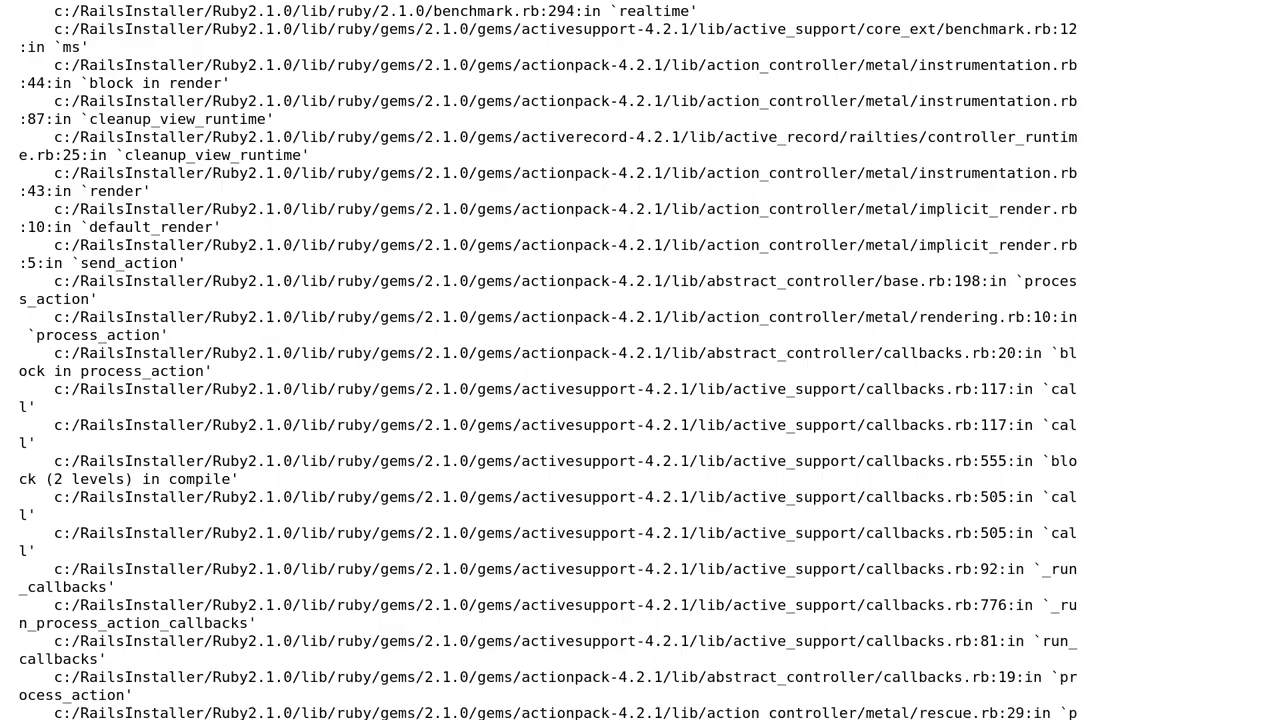 c:/RailsInstaller/Ruby2.1.0/lib/ruby/2.1.0/benchmark.rb:294:in `realtime'
c:/RailsInstaller/Ruby2.1.0/lib/ruby/gems/2.1.0/gems/activesupport-4.2.1/lib/active_support/core_ext/benchmark.rb:12
:in `ms'
c:/RailsInstaller/Ruby2.1.0/lib/ruby/gems/2.1.0/gems/actionpack-4.2.1/lib/action_controller/metal/instrumentation.rb
:44:in `block in render'
c:/RailsInstaller/Ruby2.1.0/lib/ruby/gems/2.1.0/gems/actionpack-4.2.1/lib/action_controller/metal/instrumentation.rb
:87:in `cleanup_view_runtime'
c:/RailsInstaller/Ruby2.1.0/lib/ruby/gems/2.1.0/gems/activerecord-4.2.1/lib/active_record/railties/controller_runtim
e.rb:25:in `cleanup_view_runtime'
c:/RailsInstaller/Ruby2.1.0/lib/ruby/gems/2.1.0/gems/actionpack-4.2.1/lib/action_controller/metal/instrumentation.rb
:43:in `render'
c:/RailsInstaller/Ruby2.1.0/lib/ruby/gems/2.1.0/gems/actionpack-4.2.1/lib/action_controller/metal/implicit_render.rb
:10:in `default_render'
c:/RailsInstaller/Ruby2.1.0/lib/ruby/gems/2.1.0/gems/actionpack-4.2.1/lib/action_controller/metal/implicit_render.rb
:5:in `send_action'
c:/RailsInstaller/Ruby2.1.0/lib/ruby/gems/2.1.0/gems/actionpack-4.2.1/lib/abstract_controller/base.rb:198:in `proces
s_action'
c:/RailsInstaller/Ruby2.1.0/lib/ruby/gems/2.1.0/gems/actionpack-4.2.1/lib/action_controller/metal/rendering.rb:10:in
`process_action'
c:/RailsInstaller/Ruby2.1.0/lib/ruby/gems/2.1.0/gems/actionpack-4.2.1/lib/abstract_controller/callbacks.rb:20:in `bl
ock in process_action'
c:/RailsInstaller/Ruby2.1.0/lib/ruby/gems/2.1.0/gems/activesupport-4.2.1/lib/active_support/callbacks.rb:117:in `cal
l'
c:/RailsInstaller/Ruby2.1.0/lib/ruby/gems/2.1.0/gems/activesupport-4.2.1/lib/active_support/callbacks.rb:117:in `cal
l'
c:/RailsInstaller/Ruby2.1.0/lib/ruby/gems/2.1.0/gems/activesupport-4.2.1/lib/active_support/callbacks.rb:555:in `blo
ck (2 levels) in compile'
c:/RailsInstaller/Ruby2.1.0/lib/ruby/gems/2.1.0/gems/activesupport-4.2.1/lib/active_support/callbacks.rb:505:in `cal
l'
c:/RailsInstaller/Ruby2.1.0/lib/ruby/gems/2.1.0/gems/activesupport-4.2.1/lib/active_support/callbacks.rb:505:in `cal
l'
c:/RailsInstaller/Ruby2.1.0/lib/ruby/gems/2.1.0/gems/activesupport-4.2.1/lib/active_support/callbacks.rb:92:in `_run
_callbacks'
c:/RailsInstaller/Ruby2.1.0/lib/ruby/gems/2.1.0/gems/activesupport-4.2.1/lib/active_support/callbacks.rb:776:in `_ru
n_process_action_callbacks'
c:/RailsInstaller/Ruby2.1.0/lib/ruby/gems/2.1.0/gems/activesupport-4.2.1/lib/active_support/callbacks.rb:81:in `run_
callbacks'
c:/RailsInstaller/Ruby2.1.0/lib/ruby/gems/2.1.0/gems/actionpack-4.2.1/lib/abstract_controller/callbacks.rb:19:in `pr
ocess_action'
c:/RailsInstaller/Ruby2.1.0/lib/ruby/gems/2.1.0/gems/actionpack-4.2.1/lib/action_controller/metal/rescue.rb:29:in `p